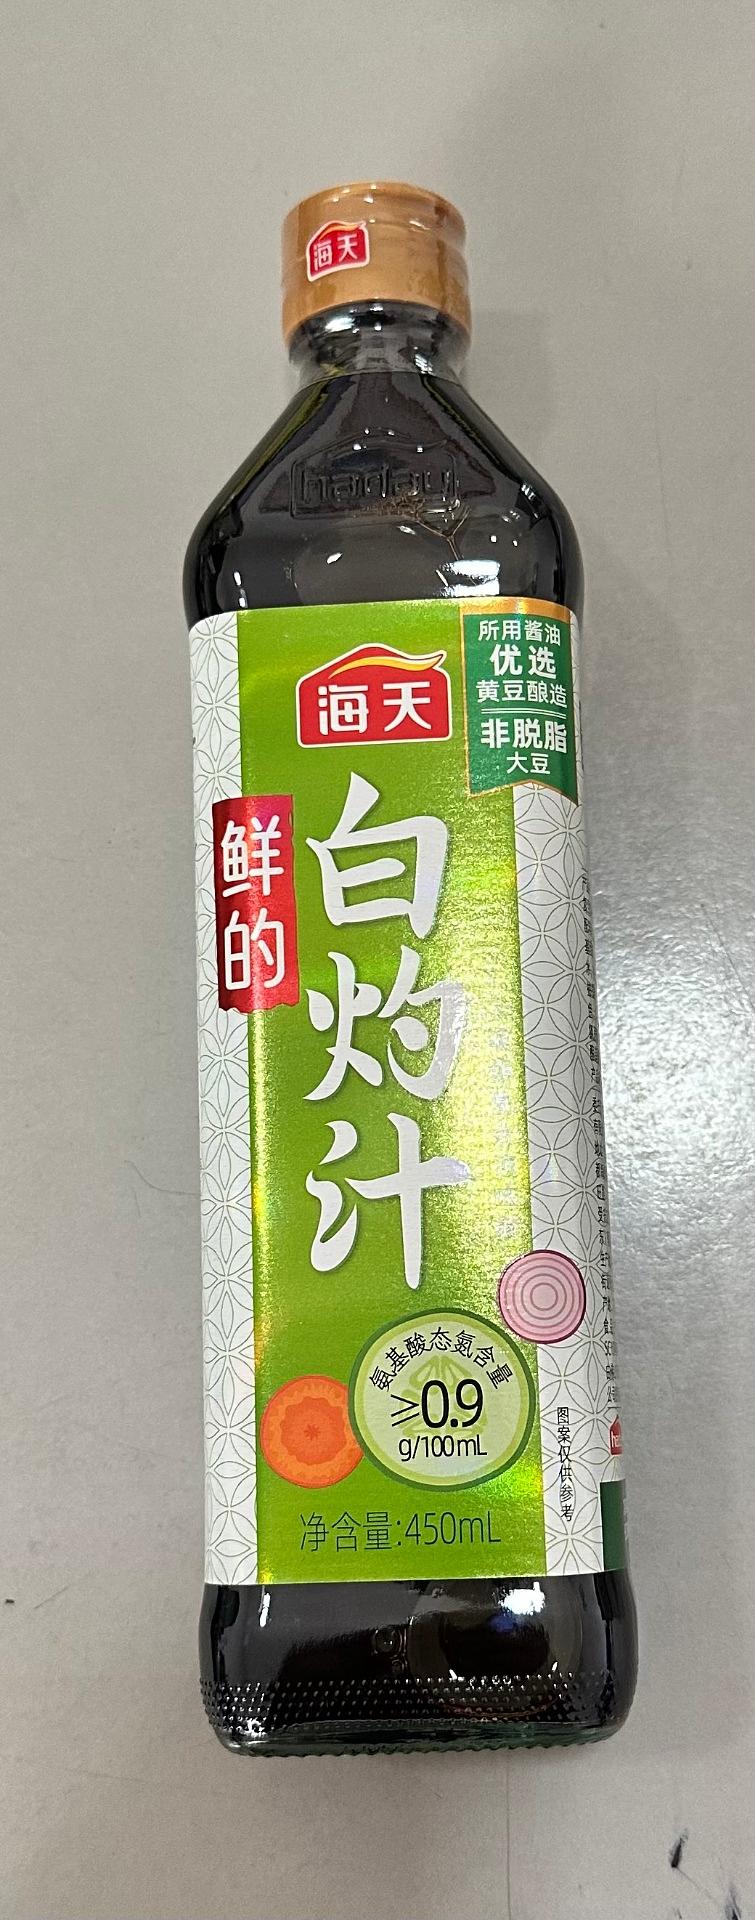 海天
haday
海天
所用酱油
优选
黄豆酿造
非脱脂
大豆
鲜的
白灼汁
氨基酸态氮含量
≥0.9
g/100mL
图案仅供参考
净含量:450mL